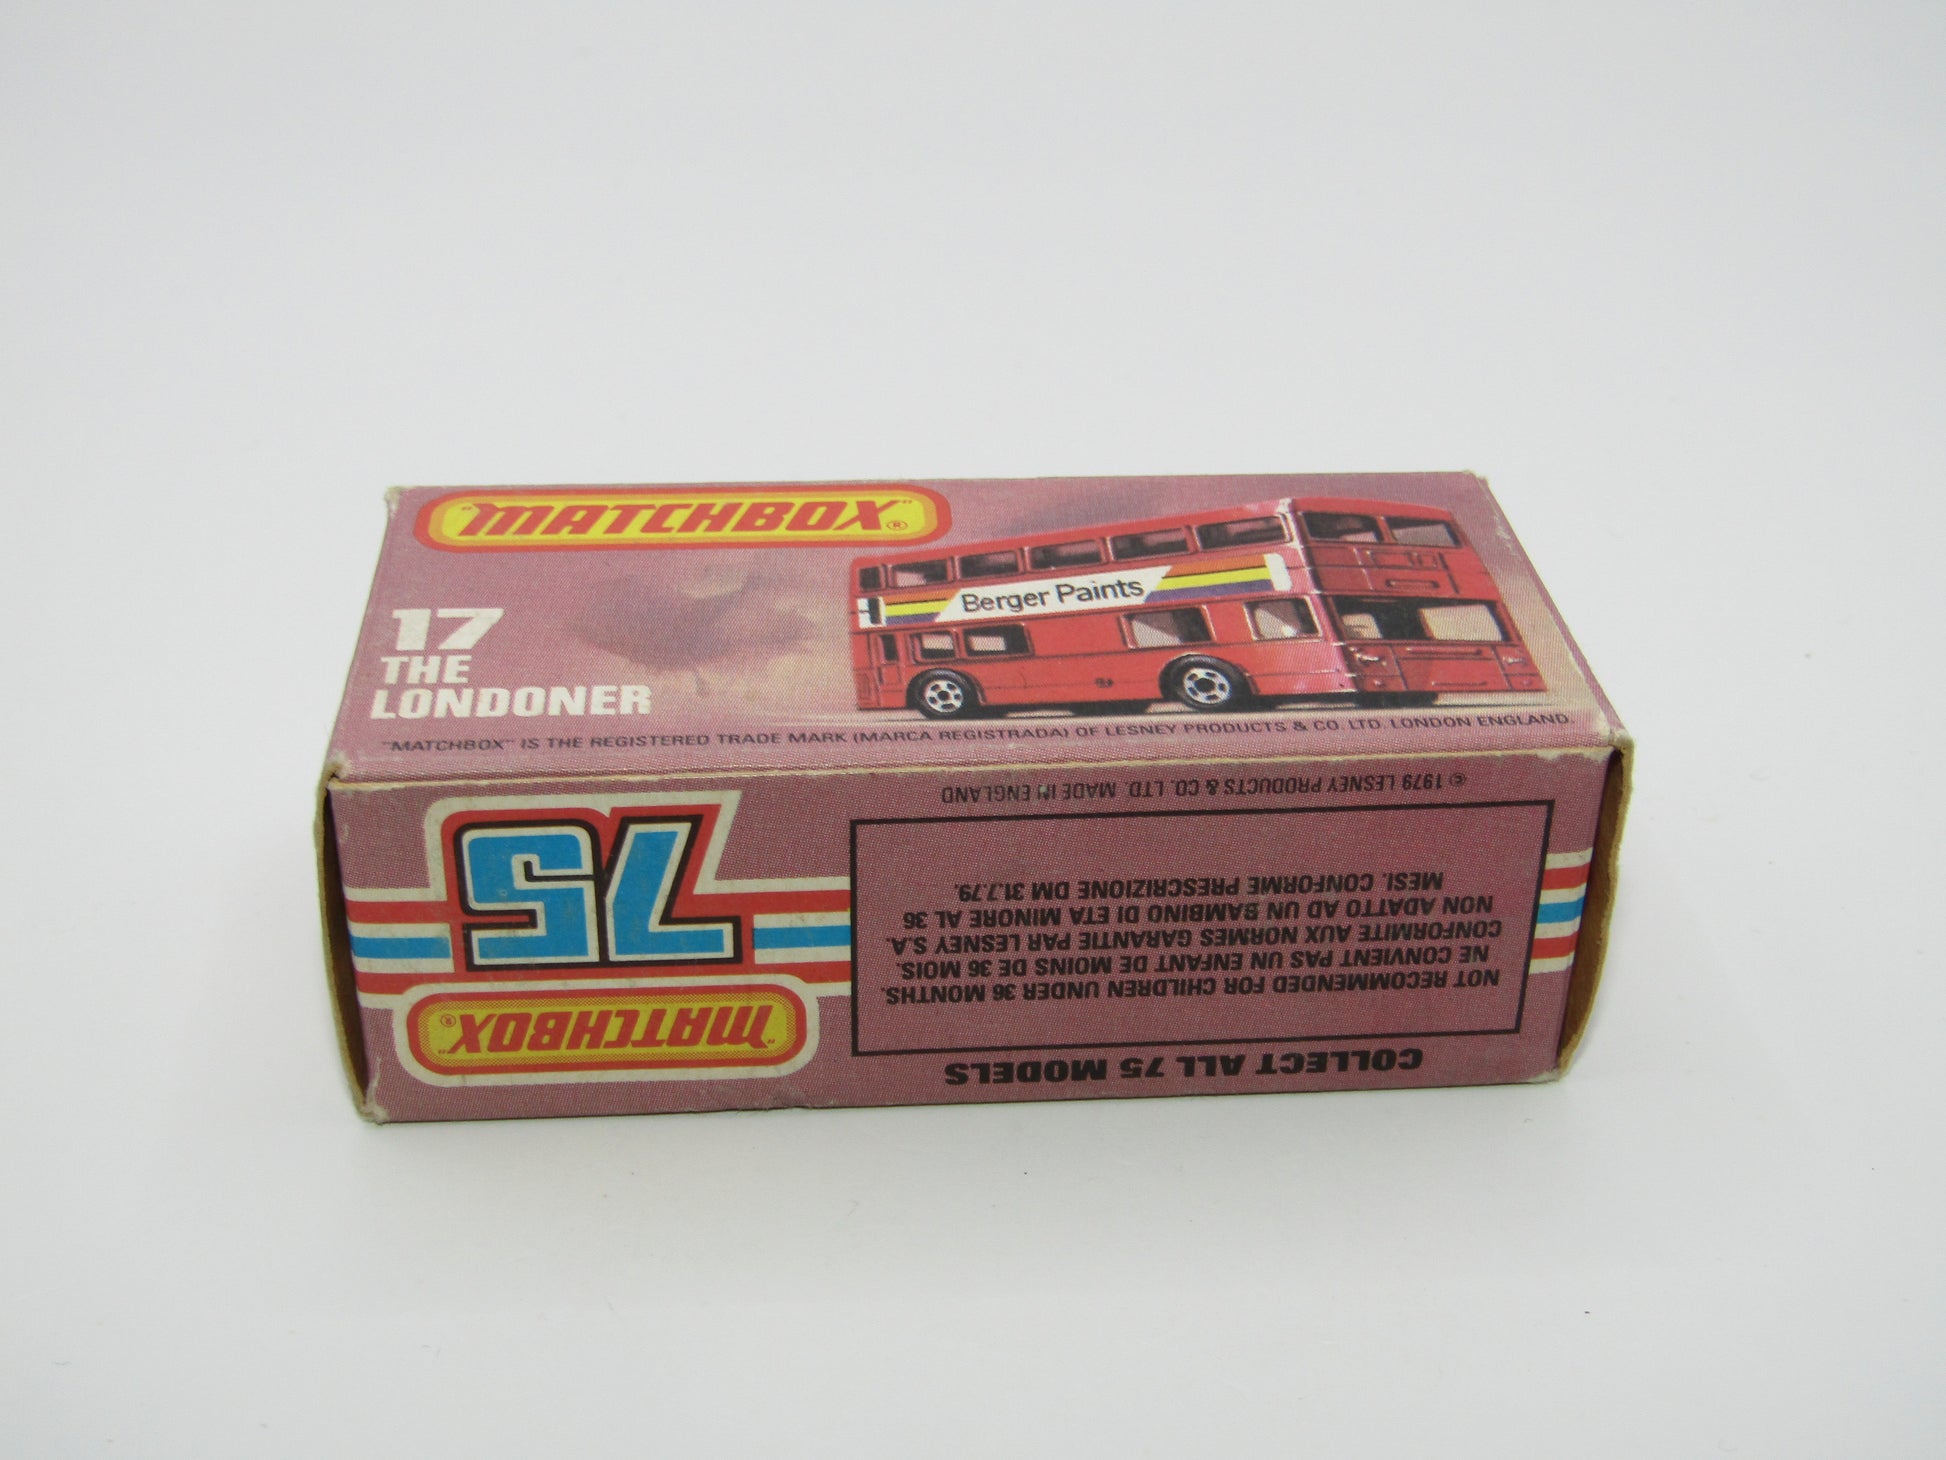 "MATCHBOX"®
17
THE
LONDONER
Berger Paints
"MATCHBOX" IS THE REGISTERED TRADE MARK (MARCA REGISTRADA) OF LESNEY PRODUCTS & CO. LTD. LONDON ENGLAND.
"MATCHBOX"®
75
COLLECT ALL 75 MODELS
NOT RECOMMENDED FOR CHILDREN UNDER 36 MONTHS.
NE CONVIENT PAS UN ENFANT DE MOINS DE 36 MOIS.
CONFORMITE AUX NORMES GARANTIE PAR LESNEY S.A.
NON ADATTO AD UN BAMBINO DI ETA MINORE AL 36
MESI. CONFORME PRESCRIZIONE DM 31.7.79.
© 1979 LESNEY PRODUCTS & CO. LTD. MADE IN ENGLAND